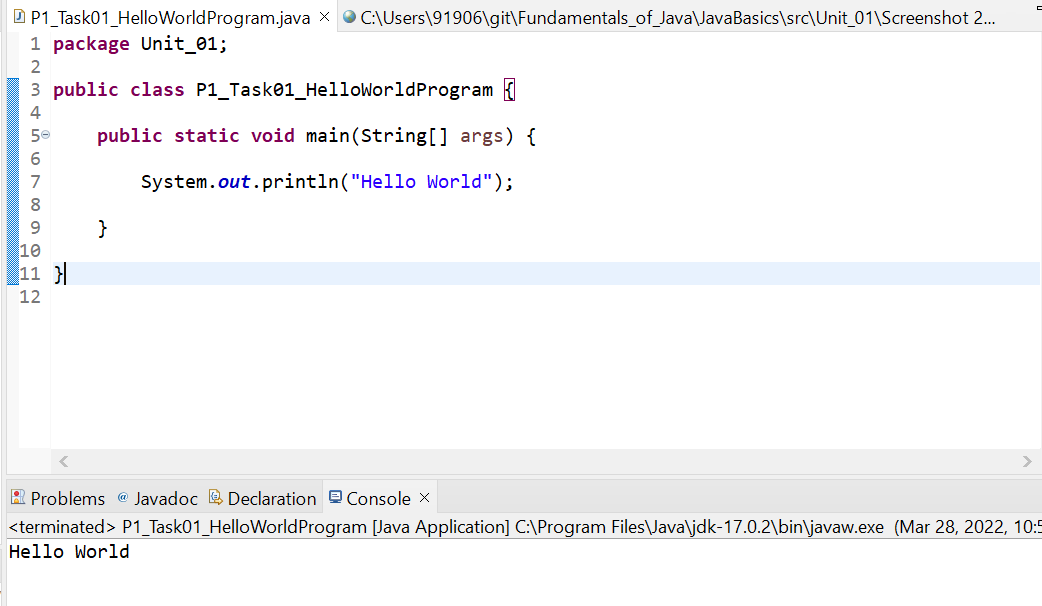 P1_Task01_HelloWorldProgram.java × C:\Users\91906\git\Fundamentals_of_Java\JavaBasics\src\Unit_01\Screenshot 2...
1 package Unit_01;
2
3 public class P1_Task01_HelloWorldProgram {
4
5 public static void main(String[] args) {
6
7 System.out.println("Hello World");
8
9 }
10
11 }
12
Problems @ Javadoc Declaration Console ×
<terminated> P1_Task01_HelloWorldProgram [Java Application] C:\Program Files\Java\jdk-17.0.2\bin\javaw.exe (Mar 28, 2022, 10:5
Hello World